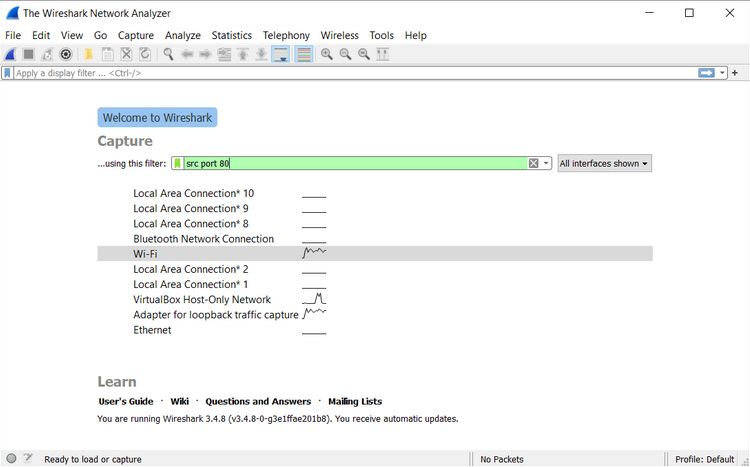 The Wireshark Network Analyzer
File Edit View Go Capture Analyze Statistics Telephony Wireless Tools Help
Apply a display filter ... <Ctrl-/>
Welcome to Wireshark
Capture
...using this filter: src port 80 All interfaces shown
Local Area Connection* 10
Local Area Connection* 9
Local Area Connection* 8
Bluetooth Network Connection
Wi-Fi
Local Area Connection* 2
Local Area Connection* 1
VirtualBox Host-Only Network
Adapter for loopback traffic capture
Ethernet
Learn
User's Guide · Wiki · Questions and Answers · Mailing Lists
You are running Wireshark 3.4.8 (v3.4.8-0-g3e1ffae201b8). You receive automatic updates.
Ready to load or capture No Packets Profile: Default